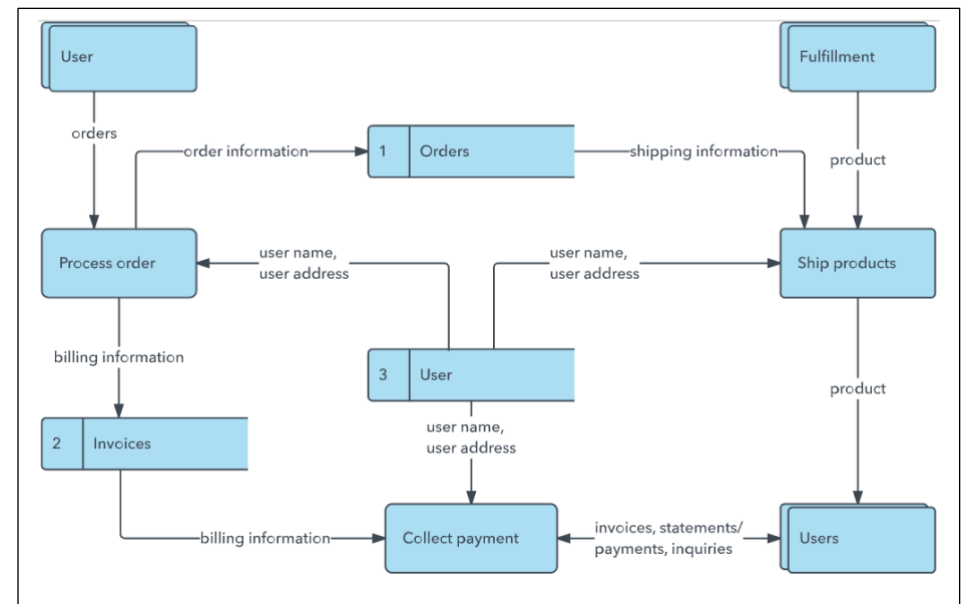 User
Fulfillment
orders
order information
1
Orders
shipping information
product
Process order
user name,
user address
user name,
user address
Ship products
billing information
3
User
product
2
Invoices
user name,
user address
billing information
Collect payment
invoices, statements/
payments, inquiries
Users